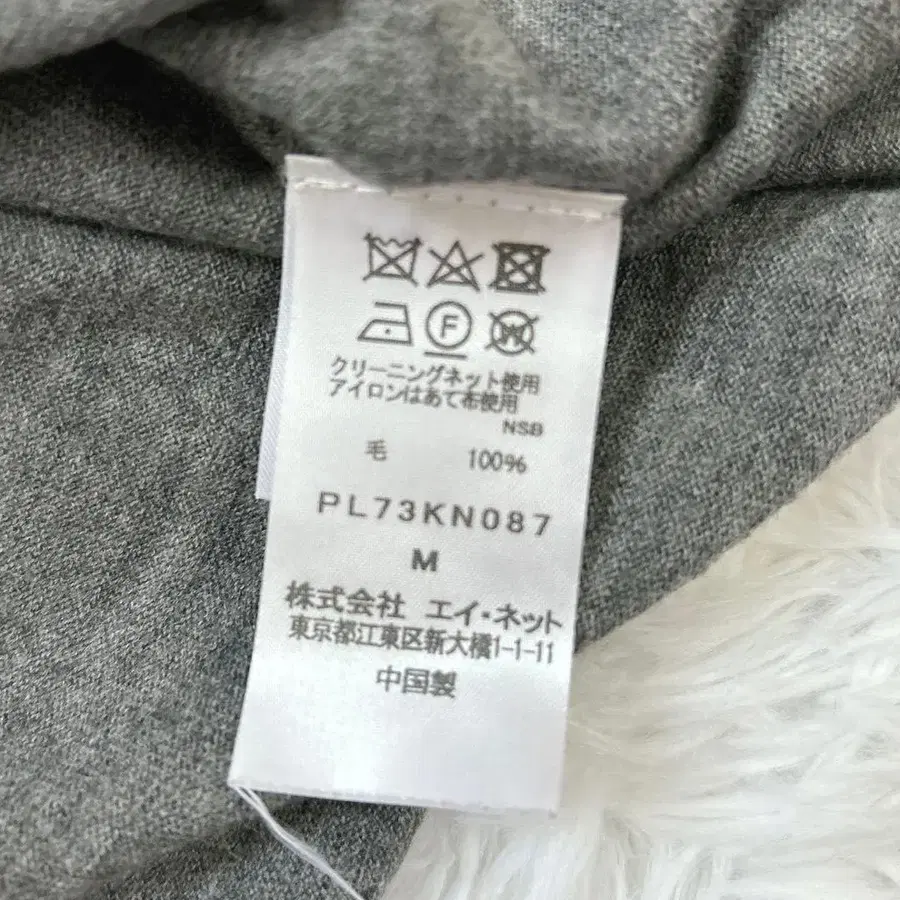 F W
クリーニングネット使用
アイロンはあて布使用
NSB
毛 100%
PL73KN087
M
株式会社 エイ・ネット
東京都江東区新大橋1-1-11
中国製